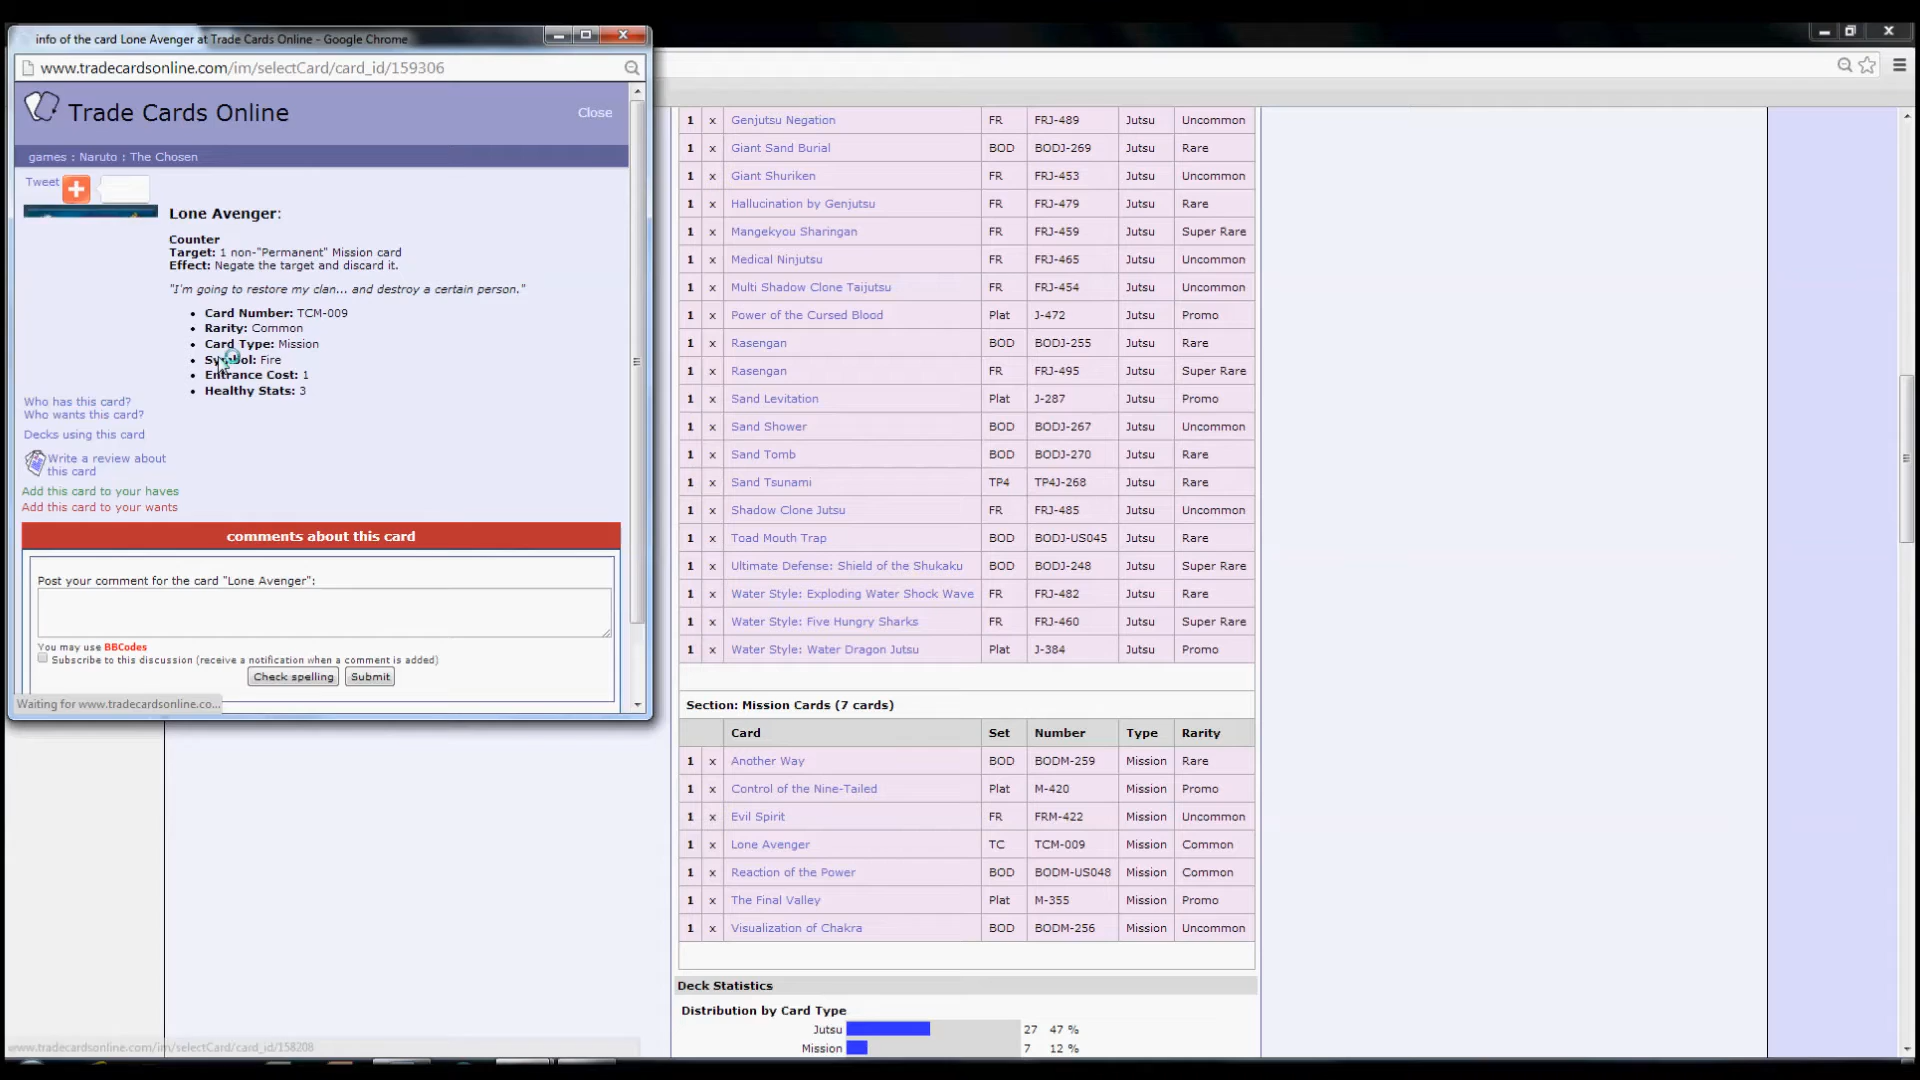 info of the card Lone Avenger at Trade Cards Online - Google Chrome
www.tradecardsonline.com/im/selectCard/card_id/159306
Trade Cards Online
Close
games : Naruto : The Chosen
Tweet
Lone Avenger:
Counter
Target: 1 non-"Permanent" Mission card
Effect: Negate the target and discard it.
"I'm going to restore my clan... and destroy a certain person."
Card Number: TCM-009
Rarity: Common
Card Type: Mission
Symbol: Fire
Entrance Cost: 1
Healthy Stats: 3
Who has this card?
Who wants this card?
Decks using this card
Write a review about
this card
Add this card to your haves
Add this card to your wants
comments about this card
Post your comment for the card "Lone Avenger":
You may use BBCodes
Subscribe to this discussion (receive a notification when a comment is added)
Check spelling Submit
Waiting for www.tradecardsonline.co...
1 x Genjutsu Negation FR FRJ-489 Jutsu Uncommon
1 x Giant Sand Burial BOD BODJ-269 Jutsu Rare
1 x Giant Shuriken FR FRJ-453 Jutsu Uncommon
1 x Hallucination by Genjutsu FR FRJ-479 Jutsu Rare
1 x Mangekyou Sharingan FR FRJ-459 Jutsu Super Rare
1 x Medical Ninjutsu FR FRJ-465 Jutsu Uncommon
1 x Multi Shadow Clone Taijutsu FR FRJ-454 Jutsu Uncommon
1 x Power of the Cursed Blood Plat J-472 Jutsu Promo
1 x Rasengan BOD BODJ-255 Jutsu Rare
1 x Rasengan FR FRJ-495 Jutsu Super Rare
1 x Sand Levitation Plat J-287 Jutsu Promo
1 x Sand Shower BOD BODJ-267 Jutsu Uncommon
1 x Sand Tomb BOD BODJ-270 Jutsu Rare
1 x Sand Tsunami TP4 TP4J-268 Jutsu Rare
1 x Shadow Clone Jutsu FR FRJ-485 Jutsu Uncommon
1 x Toad Mouth Trap BOD BODJ-US045 Jutsu Rare
1 x Ultimate Defense: Shield of the Shukaku BOD BODJ-248 Jutsu Super Rare
1 x Water Style: Exploding Water Shock Wave FR FRJ-482 Jutsu Rare
1 x Water Style: Five Hungry Sharks FR FRJ-460 Jutsu Super Rare
1 x Water Style: Water Dragon Jutsu Plat J-384 Jutsu Promo
Section: Mission Cards (7 cards)
Card Set Number Type Rarity
1 x Another Way BOD BODM-259 Mission Rare
1 x Control of the Nine-Tailed Plat M-420 Mission Promo
1 x Evil Spirit FR FRM-422 Mission Uncommon
1 x Lone Avenger TC TCM-009 Mission Common
1 x Reaction of the Power BOD BODM-US048 Mission Common
1 x The Final Valley Plat M-355 Mission Promo
1 x Visualization of Chakra BOD BODM-256 Mission Uncommon
Deck Statistics
Distribution by Card Type
Jutsu 27 47 %
Mission 7 12 %
www.tradecardsonline.com/im/selectCard/card_id/158208